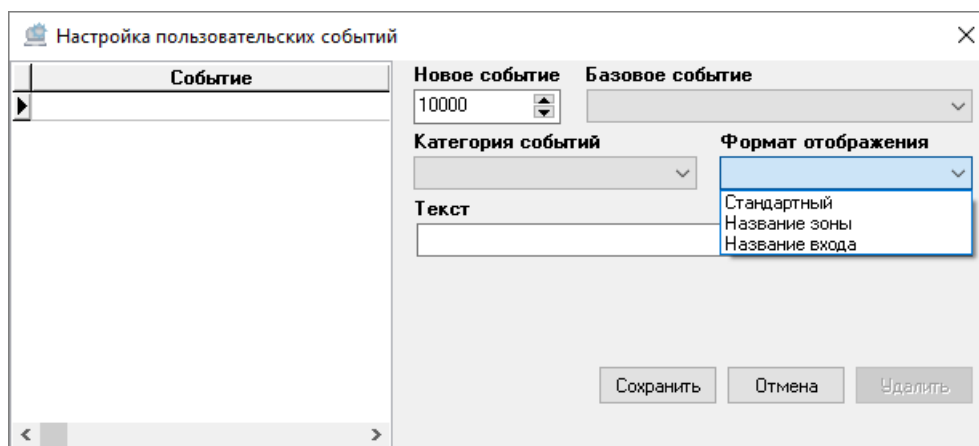 Настройка пользовательских событий
Событие
Новое событие Базовое событие
10000
Категория событий Формат отображения
Стандартный
Название зоны
Название входа
Текст
Сохранить Отмена Удалить